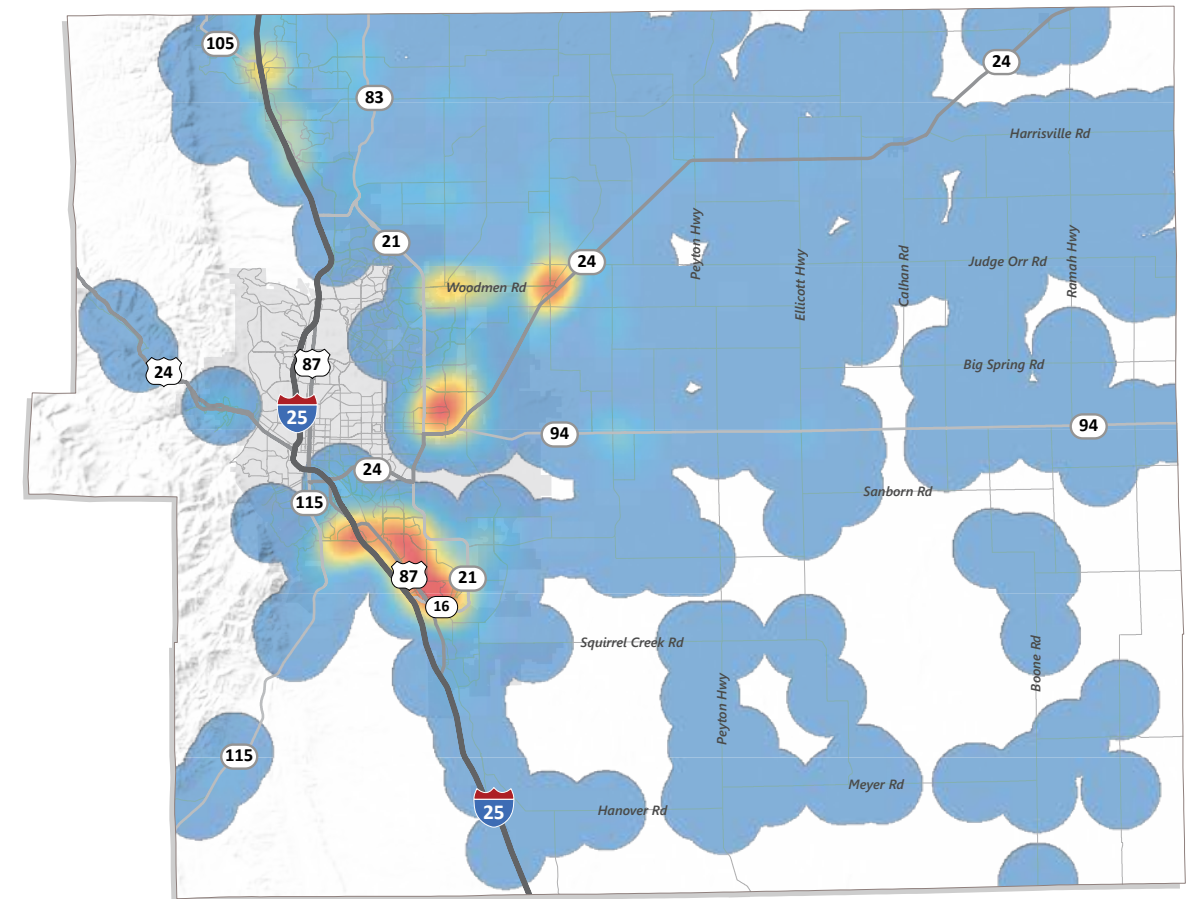 105
24
83
Harrisville Rd
21
Peyton Hwy
24
Ellicott Hwy
Calhan Rd
Judge Orr Rd
Ramah Hwy
Woodmen Rd
87
24
Big Spring Rd
25
94
94
24
Sanborn Rd
115
87
21
16
Squirrel Creek Rd
Boone Rd
Peyton Hwy
115
Meyer Rd
25
Hanover Rd